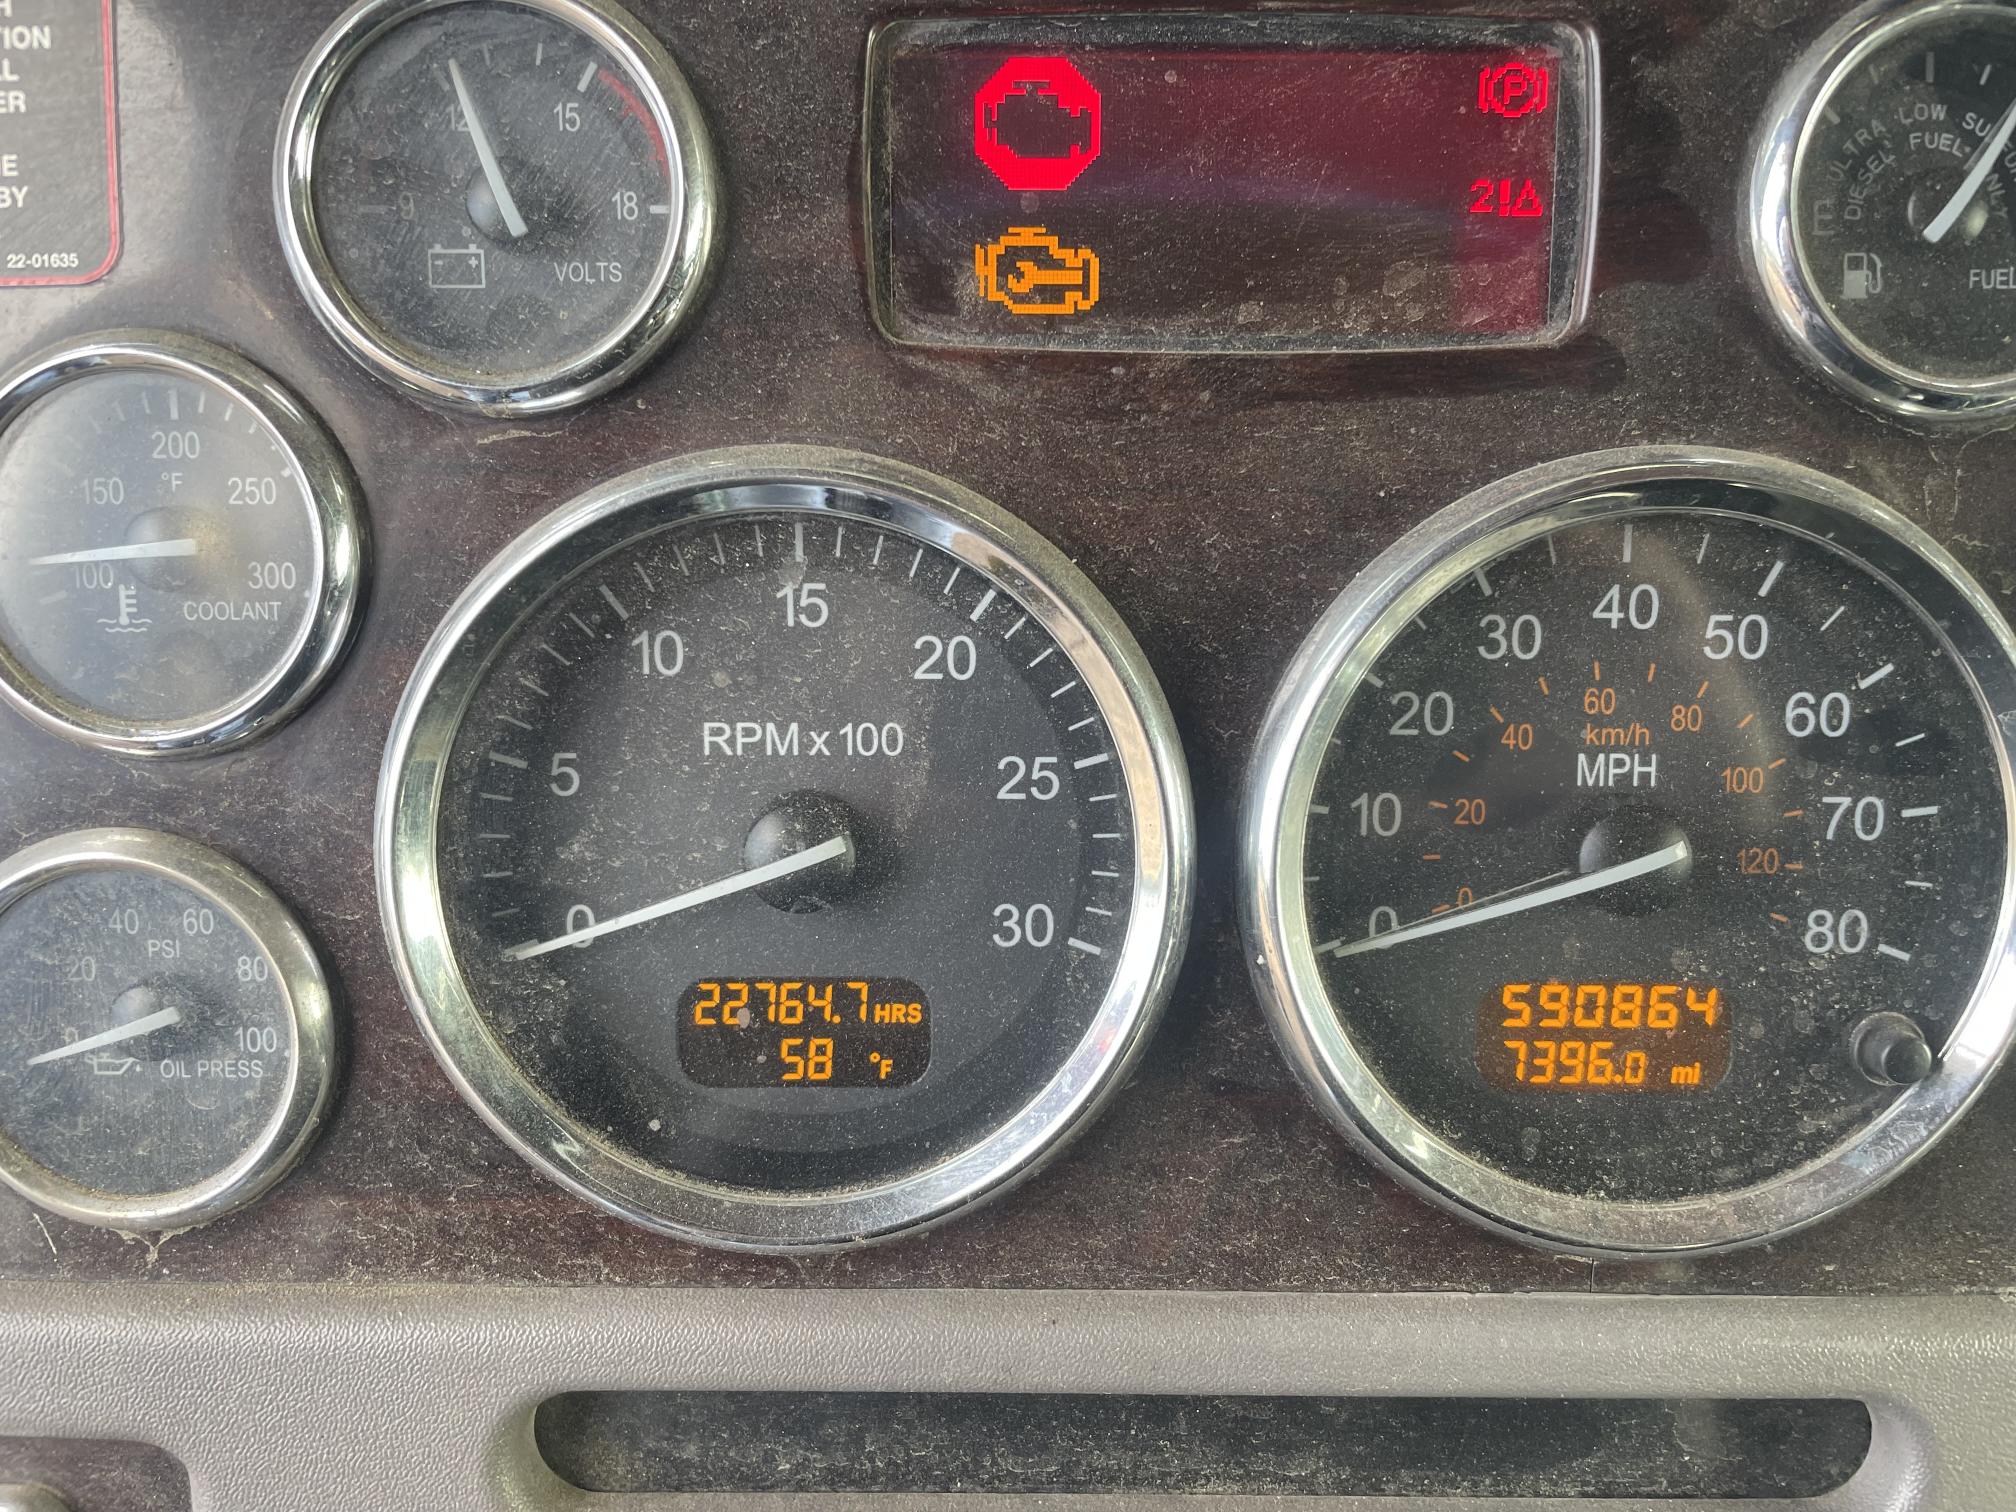 H
TION
LL
ER
E
BY
22-01635
12
15
9
18
VOLTS
P
2!
ULTRA LOW SU
DIESEL FUEL
FUEL
200
°F
150
250
100
300
COOLANT
40 60
PSI
20 80
0 100
OIL PRESS
15
10
20
RPM x 100
5
25
0
30
22764.7 HRS
58 °F
40
30
50
20
60
60
40
80
km/h
MPH
100
10
20
70
120
0
0
80
590864
7396.0 mi